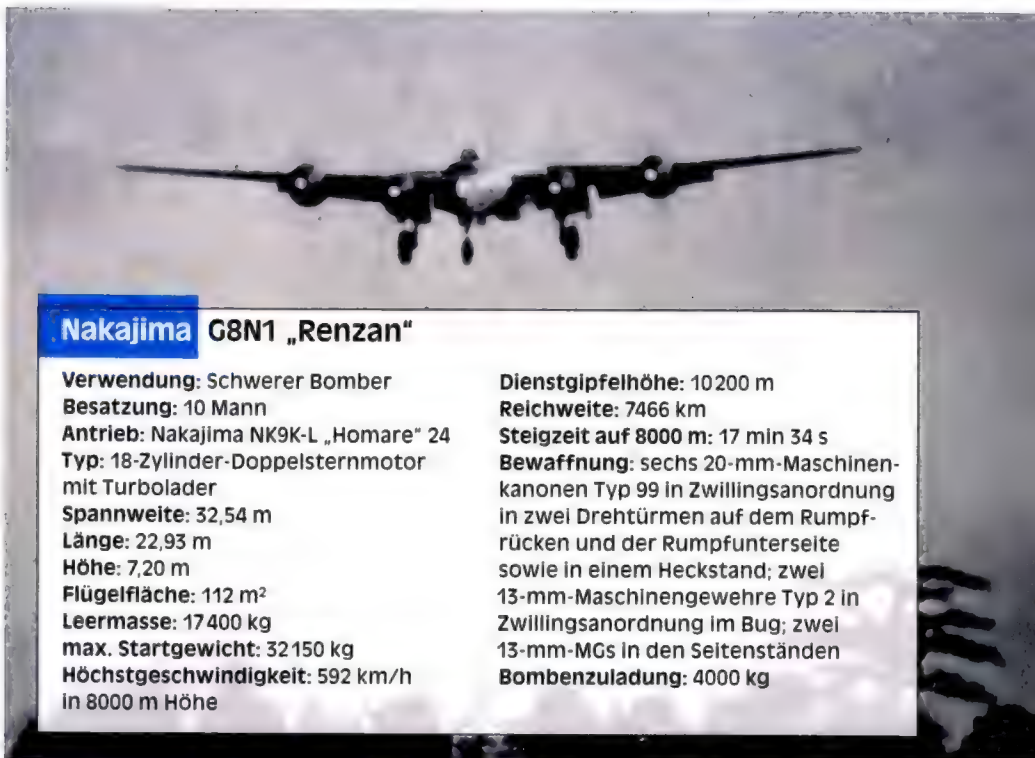 Nakajima G8N1 „Renzan“
Verwendung: Schwerer Bomber
Besatzung: 10 Mann
Antrieb: Nakajima NK9K-L „Homare“ 24
Typ: 18-Zylinder-Doppelsternmotor
mit Turbolader
Spannweite: 32,54 m
Länge: 22,93 m
Höhe: 7,20 m
Flügelfläche: 112 m²
Leermasse: 17400 kg
max. Startgewicht: 32150 kg
Höchstgeschwindigkeit: 592 km/h
in 8000 m Höhe
Dienstgipfelhöhe: 10200 m
Reichweite: 7466 km
Steigzeit auf 8000 m: 17 min 34 s
Bewaffnung: sechs 20-mm-Maschinen-
kanonen Typ 99 in Zwillingsanordnung
in zwei Drehtürmen auf dem Rumpf-
rücken und der Rumpfunterseite
sowie in einem Heckstand; zwei
13-mm-Maschinengewehre Typ 2 in
Zwillingsanordnung im Bug; zwei
13-mm-MGs in den Seitenständen
Bombenzuladung: 4000 kg